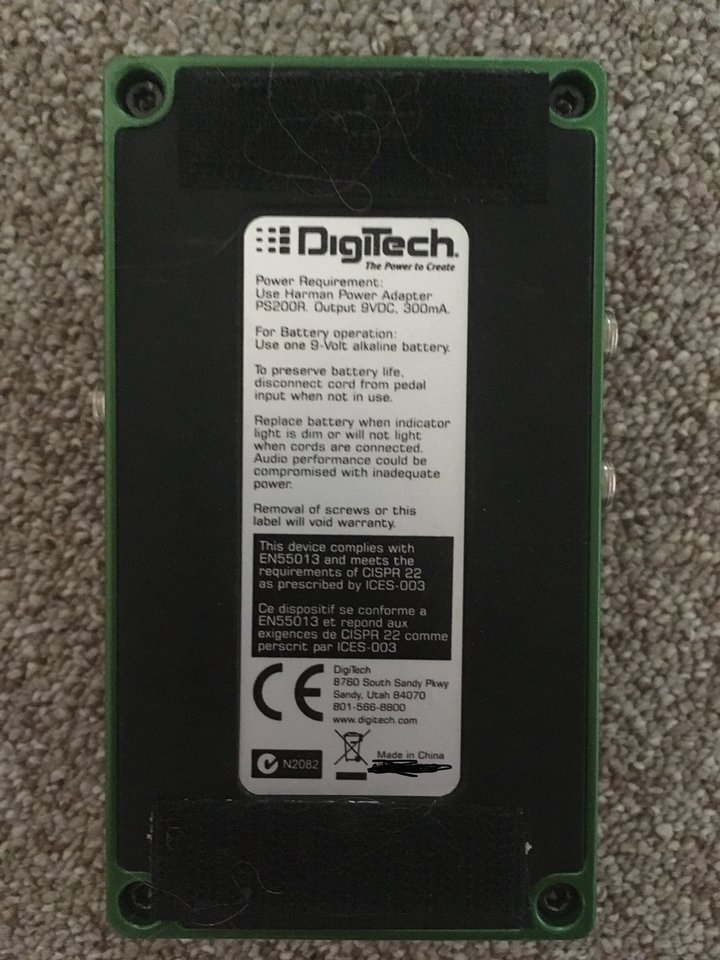 DigiTech.
The Power to Create
Power Requirement:
Use Harman Power Adapter
PS200R. Output 9VDC, 300mA.
For Battery operation:
Use one 9-Volt alkaline battery.
To preserve battery life,
disconnect cord from pedal
input when not in use.
Replace battery when indicator
light is dim or will not light
when cords are connected.
Audio performance could be
compromised with inadequate
power.
Removal of screws or this
label will void warranty.
This device complies with
EN55013 and meets the
requirements of CISPR 22
as prescribed by ICES-003
Ce dispositif se conforme a
EN55013 et repond aux
exigences de CISPR 22 comme
perscrit par ICES-003
CE
DigiTech
8760 South Sandy Pkwy
Sandy, Utah 84070
801-566-8800
www.digitech.com
N2082
Made in China